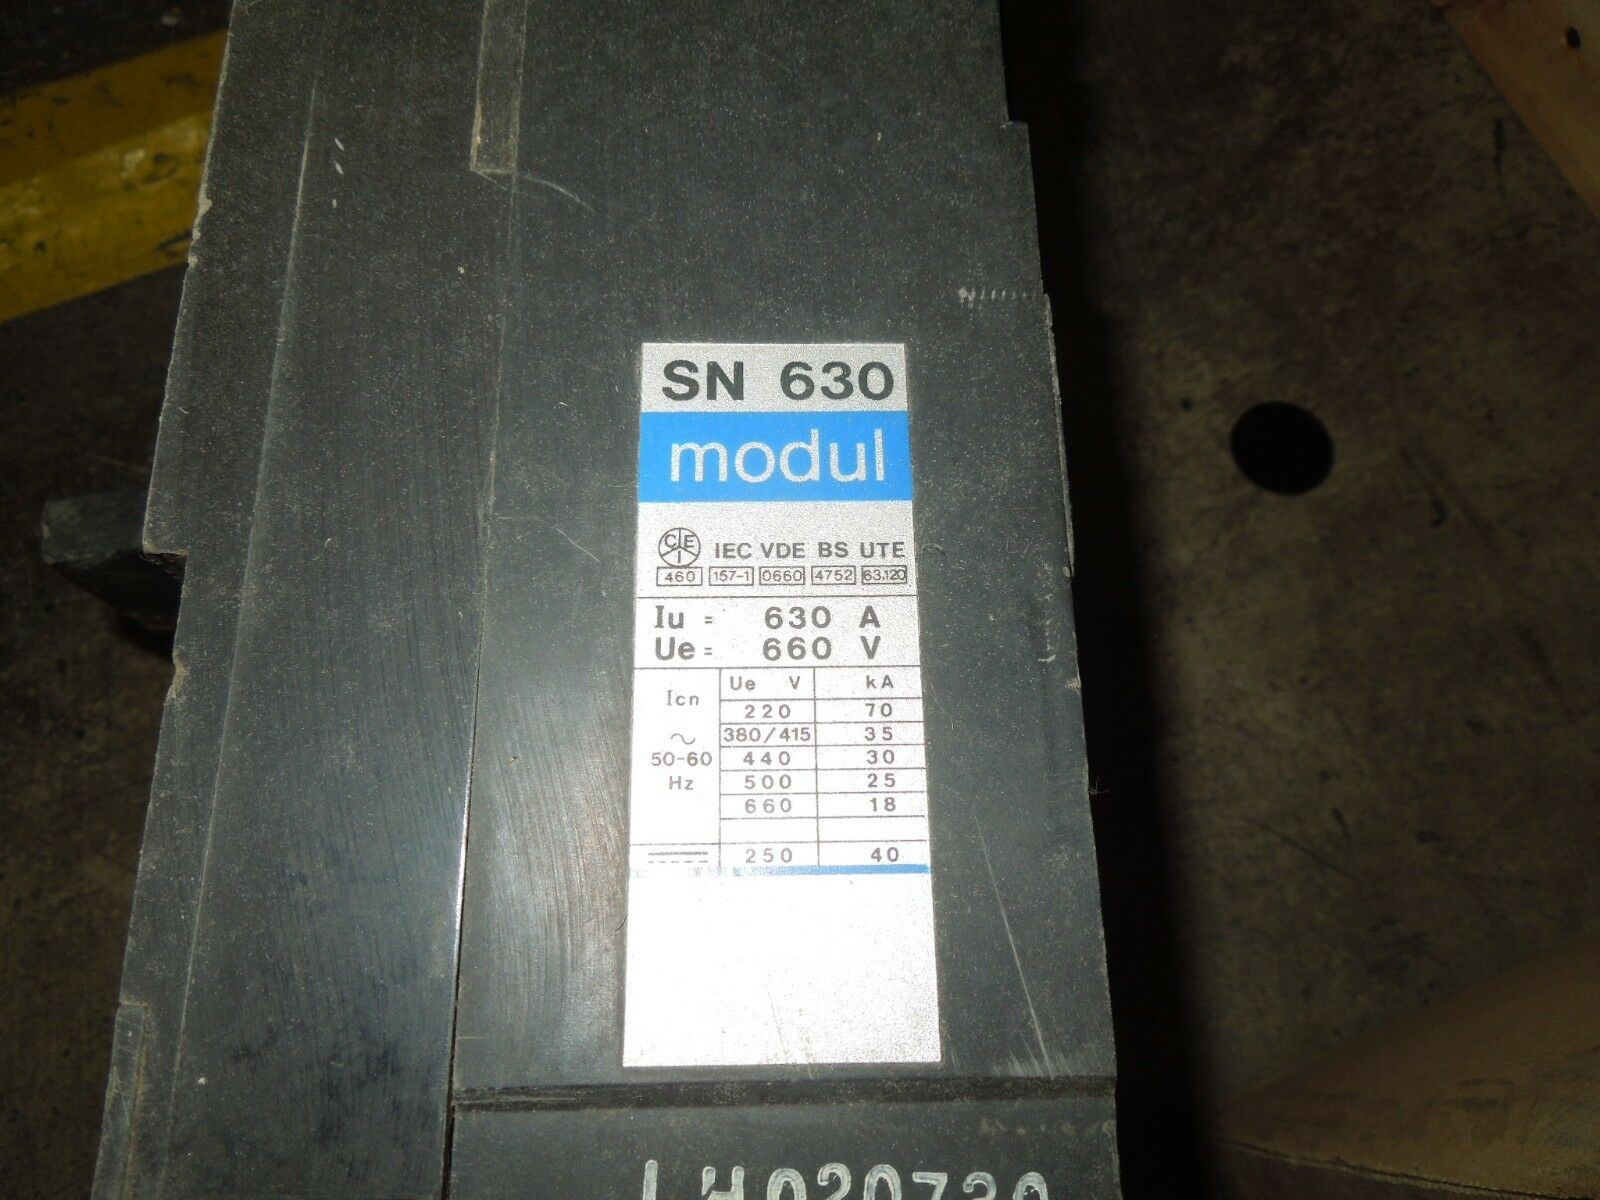 SN 630
modul
CEI IEC VDE BS UTE
460 157-1 0660 4752 63.120
Iu = 630 A
Ue = 660 V
Icn Ue V kA
220 70
~ 380/415 35
50-60 440 30
Hz 500 25
660 18
250 40